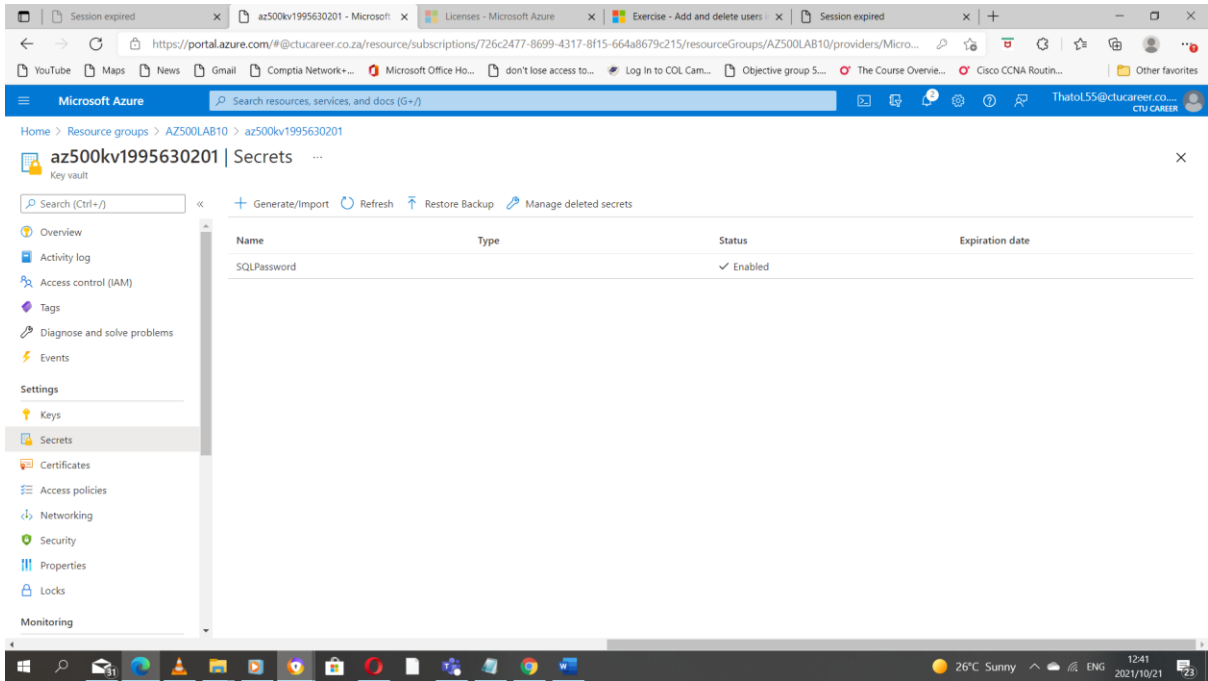 Session expired
az500kv1995630201 - Microsoft
Licenses - Microsoft Azure
Exercise - Add and delete users i
Session expired
https://portal.azure.com/#@ctucareer.co.za/resource/subscriptions/726c2477-8699-4317-8f15-664a8679c215/resourceGroups/AZ500LAB10/providers/Micro...
YouTube Maps News Gmail Comptia Network+... Microsoft Office Ho... don't lose access to... Log In to COL Cam... Objective group 5.... The Course Overvie... Cisco CCNA Routin... Other favorites
Microsoft Azure
Search resources, services, and docs (G+/)
2
ThatoL55@ctucareer.co....
CTU CAREER
Home > Resource groups > AZ500LAB10 > az500kv1995630201
az500kv1995630201 | Secrets ...
Key vault
Search (Ctrl+/)
«
Generate/Import Refresh Restore Backup Manage deleted secrets
Overview
Activity log
Access control (IAM)
Tags
Diagnose and solve problems
Events
Settings
Keys
Secrets
Certificates
Access policies
Networking
Security
Properties
Locks
Monitoring
Name Type Status Expiration date
SQLPassword Enabled
31
26°C Sunny
ENG
12:41
2021/10/21
23